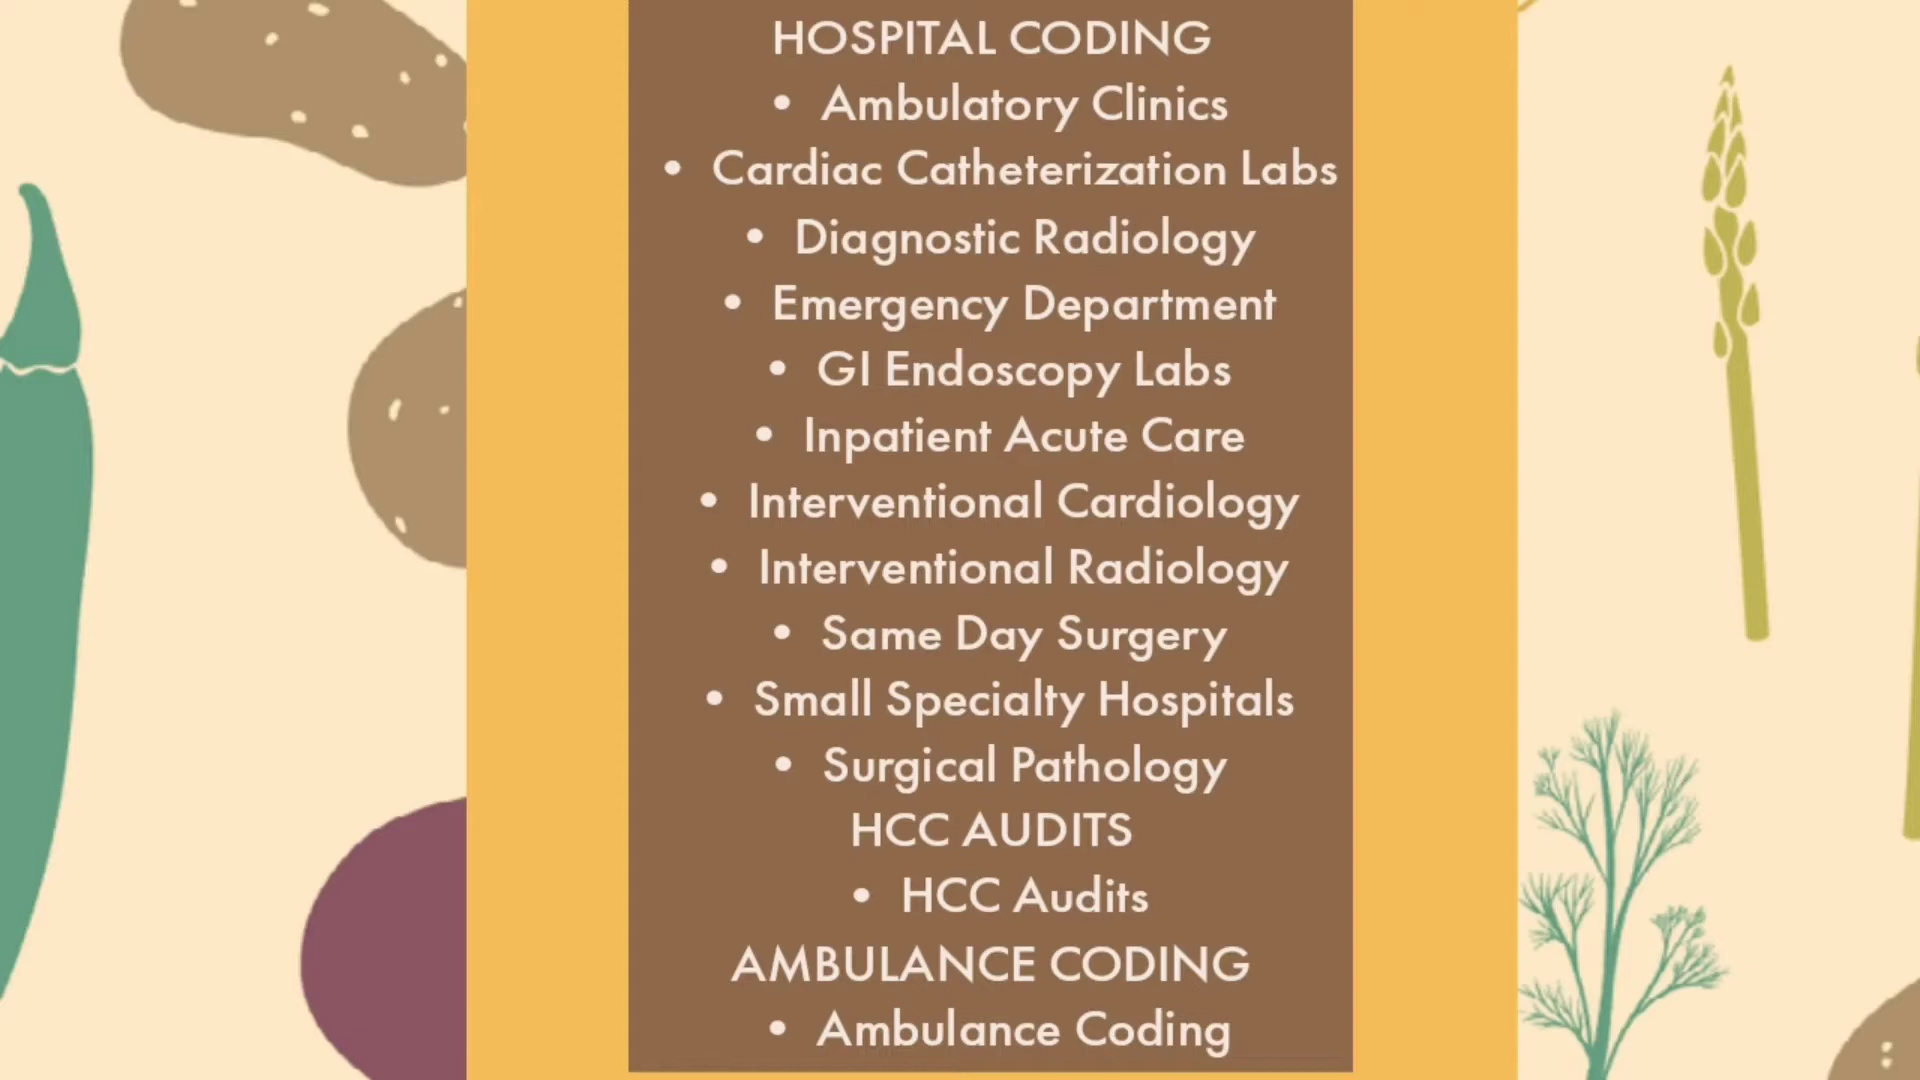 HOSPITAL CODING
• Ambulatory Clinics
• Cardiac Catheterization Labs
• Diagnostic Radiology
• Emergency Department
• GI Endoscopy Labs
• Inpatient Acute Care
• Interventional Cardiology
• Interventional Radiology
• Same Day Surgery
• Small Specialty Hospitals
• Surgical Pathology
HCC AUDITS
• HCC Audits
AMBULANCE CODING
• Ambulance Coding